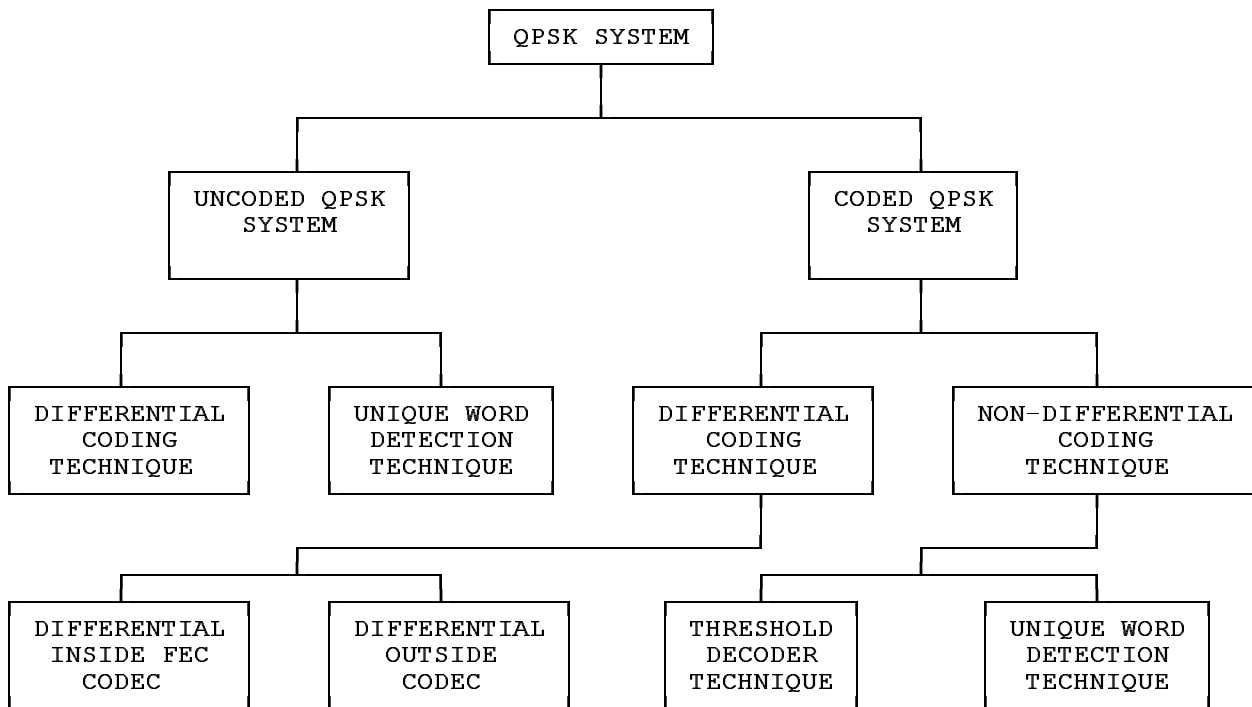 QPSK SYSTEM
UNCODED QPSK
SYSTEM
CODED QPSK
SYSTEM
DIFFERENTIAL
CODING
TECHNIQUE
UNIQUE WORD
DETECTION
TECHNIQUE
DIFFERENTIAL
CODING
TECHNIQUE
NON-DIFFERENTIAL
CODING
TECHNIQUE
DIFFERENTIAL
INSIDE FEC
CODEC
DIFFERENTIAL
OUTSIDE
CODEC
THRESHOLD
DECODER
TECHNIQUE
UNIQUE WORD
DETECTION
TECHNIQUE